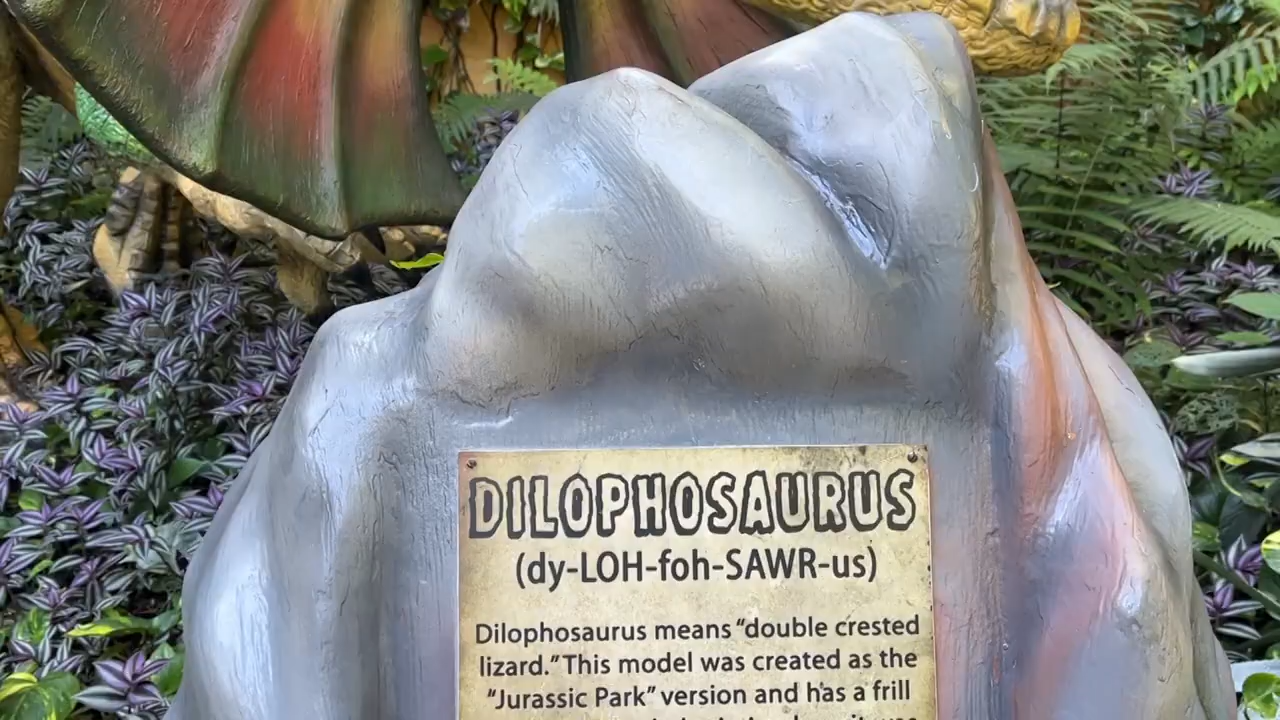 DILOPHOSAURUS
(dy-LOH-foh-SAWR-us)
Dilophosaurus means “double crested
lizard.” This model was created as the
“Jurassic Park” version and has a frill